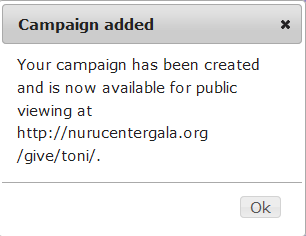 Campaign added
Your campaign has been created
and is now available for public
viewing at
http://nurucentergala.org
/give/toni/.
Ok